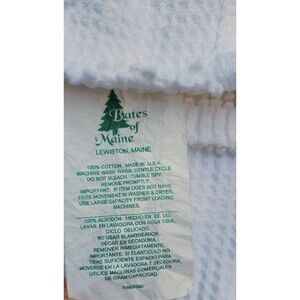 Bates
of
Maine
LEWISTON, MAINE
100% COTTON. MADE IN U.S.A.
MACHINE WASH WARM, GENTLE CYCLE.
DO NOT BLEACH. TUMBLE DRY.
REMOVE PROMPTLY.
IMPORTANT: IF ITEM DOES NOT HAVE
FREE MOVEMENT IN WASHER & DRYER,
USE LARGE CAPACITY FRONT LOADING
MACHINES.
100% ALGODON. HECHO EN EE. UU.
LAVAR EN LAVADORA CON AGUA TIBIA,
CICLO DELICADO.
NO USAR BLANQUEADOR.
SECAR EN SECADORA.
REMOVER INMEDIATAMENTE.
IMPORTANTE: SI EL ARTICULO NO
TIENE SUFICIENTE ESPACIO PARA
MOVERSE EN LA LAVADORA Y SECADORA,
UTILICE MAQUINAS COMERCIALES
DE GRAN CAPACIDAD.